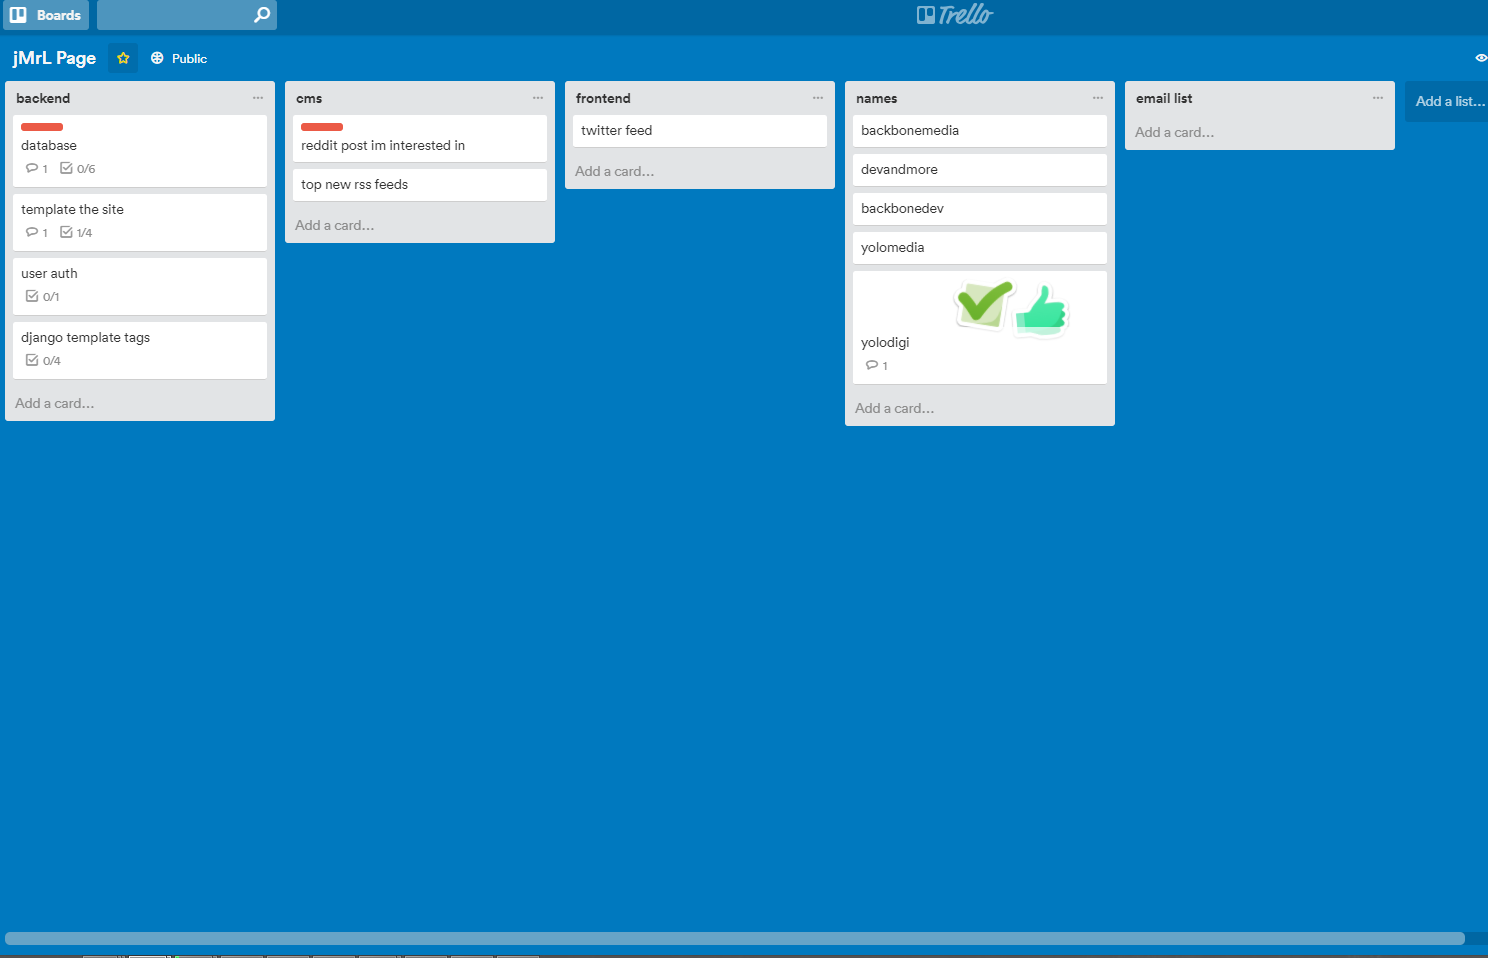 Boards
Trello
jMrL Page
Public
backend
...
database
1 0/6
template the site
1 1/4
user auth
0/1
django template tags
0/4
Add a card...
cms
...
reddit post im interested in
top new rss feeds
Add a card...
frontend
...
twitter feed
Add a card...
names
...
backbonemedia
devandmore
backbonedev
yolomedia
yolodigi
1
Add a card...
email list
...
Add a card...
Add a list...